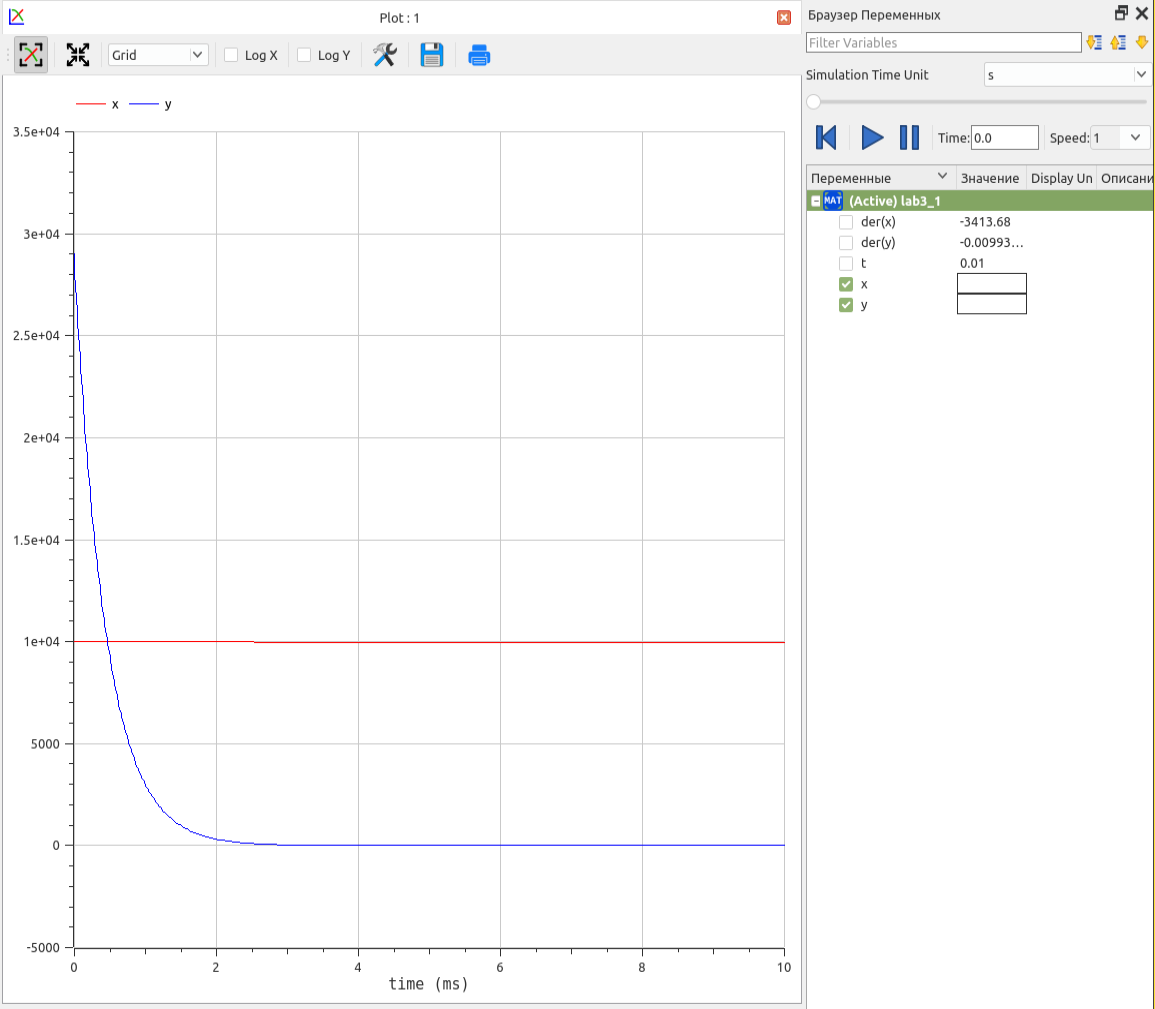 Plot : 1
Grid Log X Log Y
x y
3.5e+04
3e+04
2.5e+04
2e+04
1.5e+04
1e+04
5000
0
-5000
0 2 4 6 8 10
time (ms)
Браузер Переменных
Filter Variables
Simulation Time Unit s
Time: 0.0 Speed: 1
Переменные Значение Display Un Описани
MAT (Active) lab3_1
der(x) -3413.68
der(y) -0.00993...
t 0.01
x
y